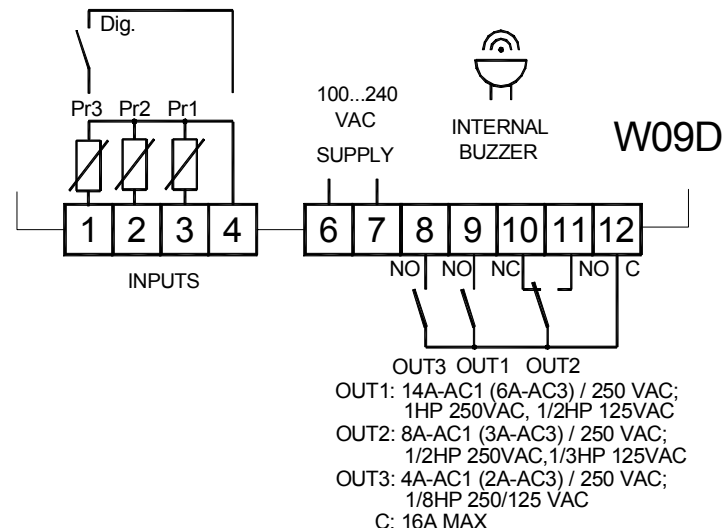 Dig.
Pr3 Pr2 Pr1
100...240
VAC
SUPPLY
INTERNAL
BUZZER
W09D
1 2 3 4 6 7 8 9 10 11 12
INPUTS
NO NO NC NO C
OUT3 OUT1 OUT2
OUT1: 14A-AC1 (6A-AC3) / 250 VAC;
1HP 250VAC, 1/2HP 125VAC
OUT2: 8A-AC1 (3A-AC3) / 250 VAC;
1/2HP 250VAC,1/3HP 125VAC
OUT3: 4A-AC1 (2A-AC3) / 250 VAC;
1/8HP 250/125 VAC
C: 16A MAX